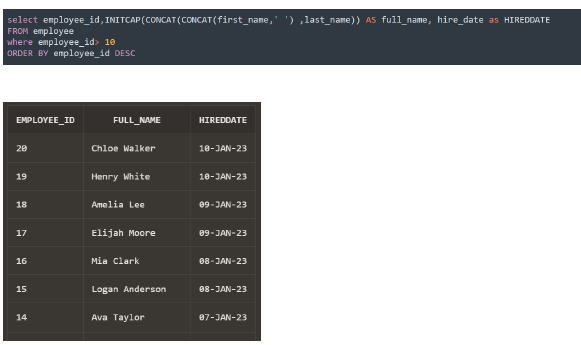 select employee_id,INITCAP(CONCAT(CONCAT(first_name,' ') ,last_name)) AS full_name, hire_date as HIREDDATE
FROM employee
where employee_id> 10
ORDER BY employee_id DESC
EMPLOYEE_ID FULL_NAME HIREDDATE
20 Chloe Walker 10-JAN-23
19 Henry White 10-JAN-23
18 Amelia Lee 09-JAN-23
17 Elijah Moore 09-JAN-23
16 Mia Clark 08-JAN-23
15 Logan Anderson 08-JAN-23
14 Ava Taylor 07-JAN-23